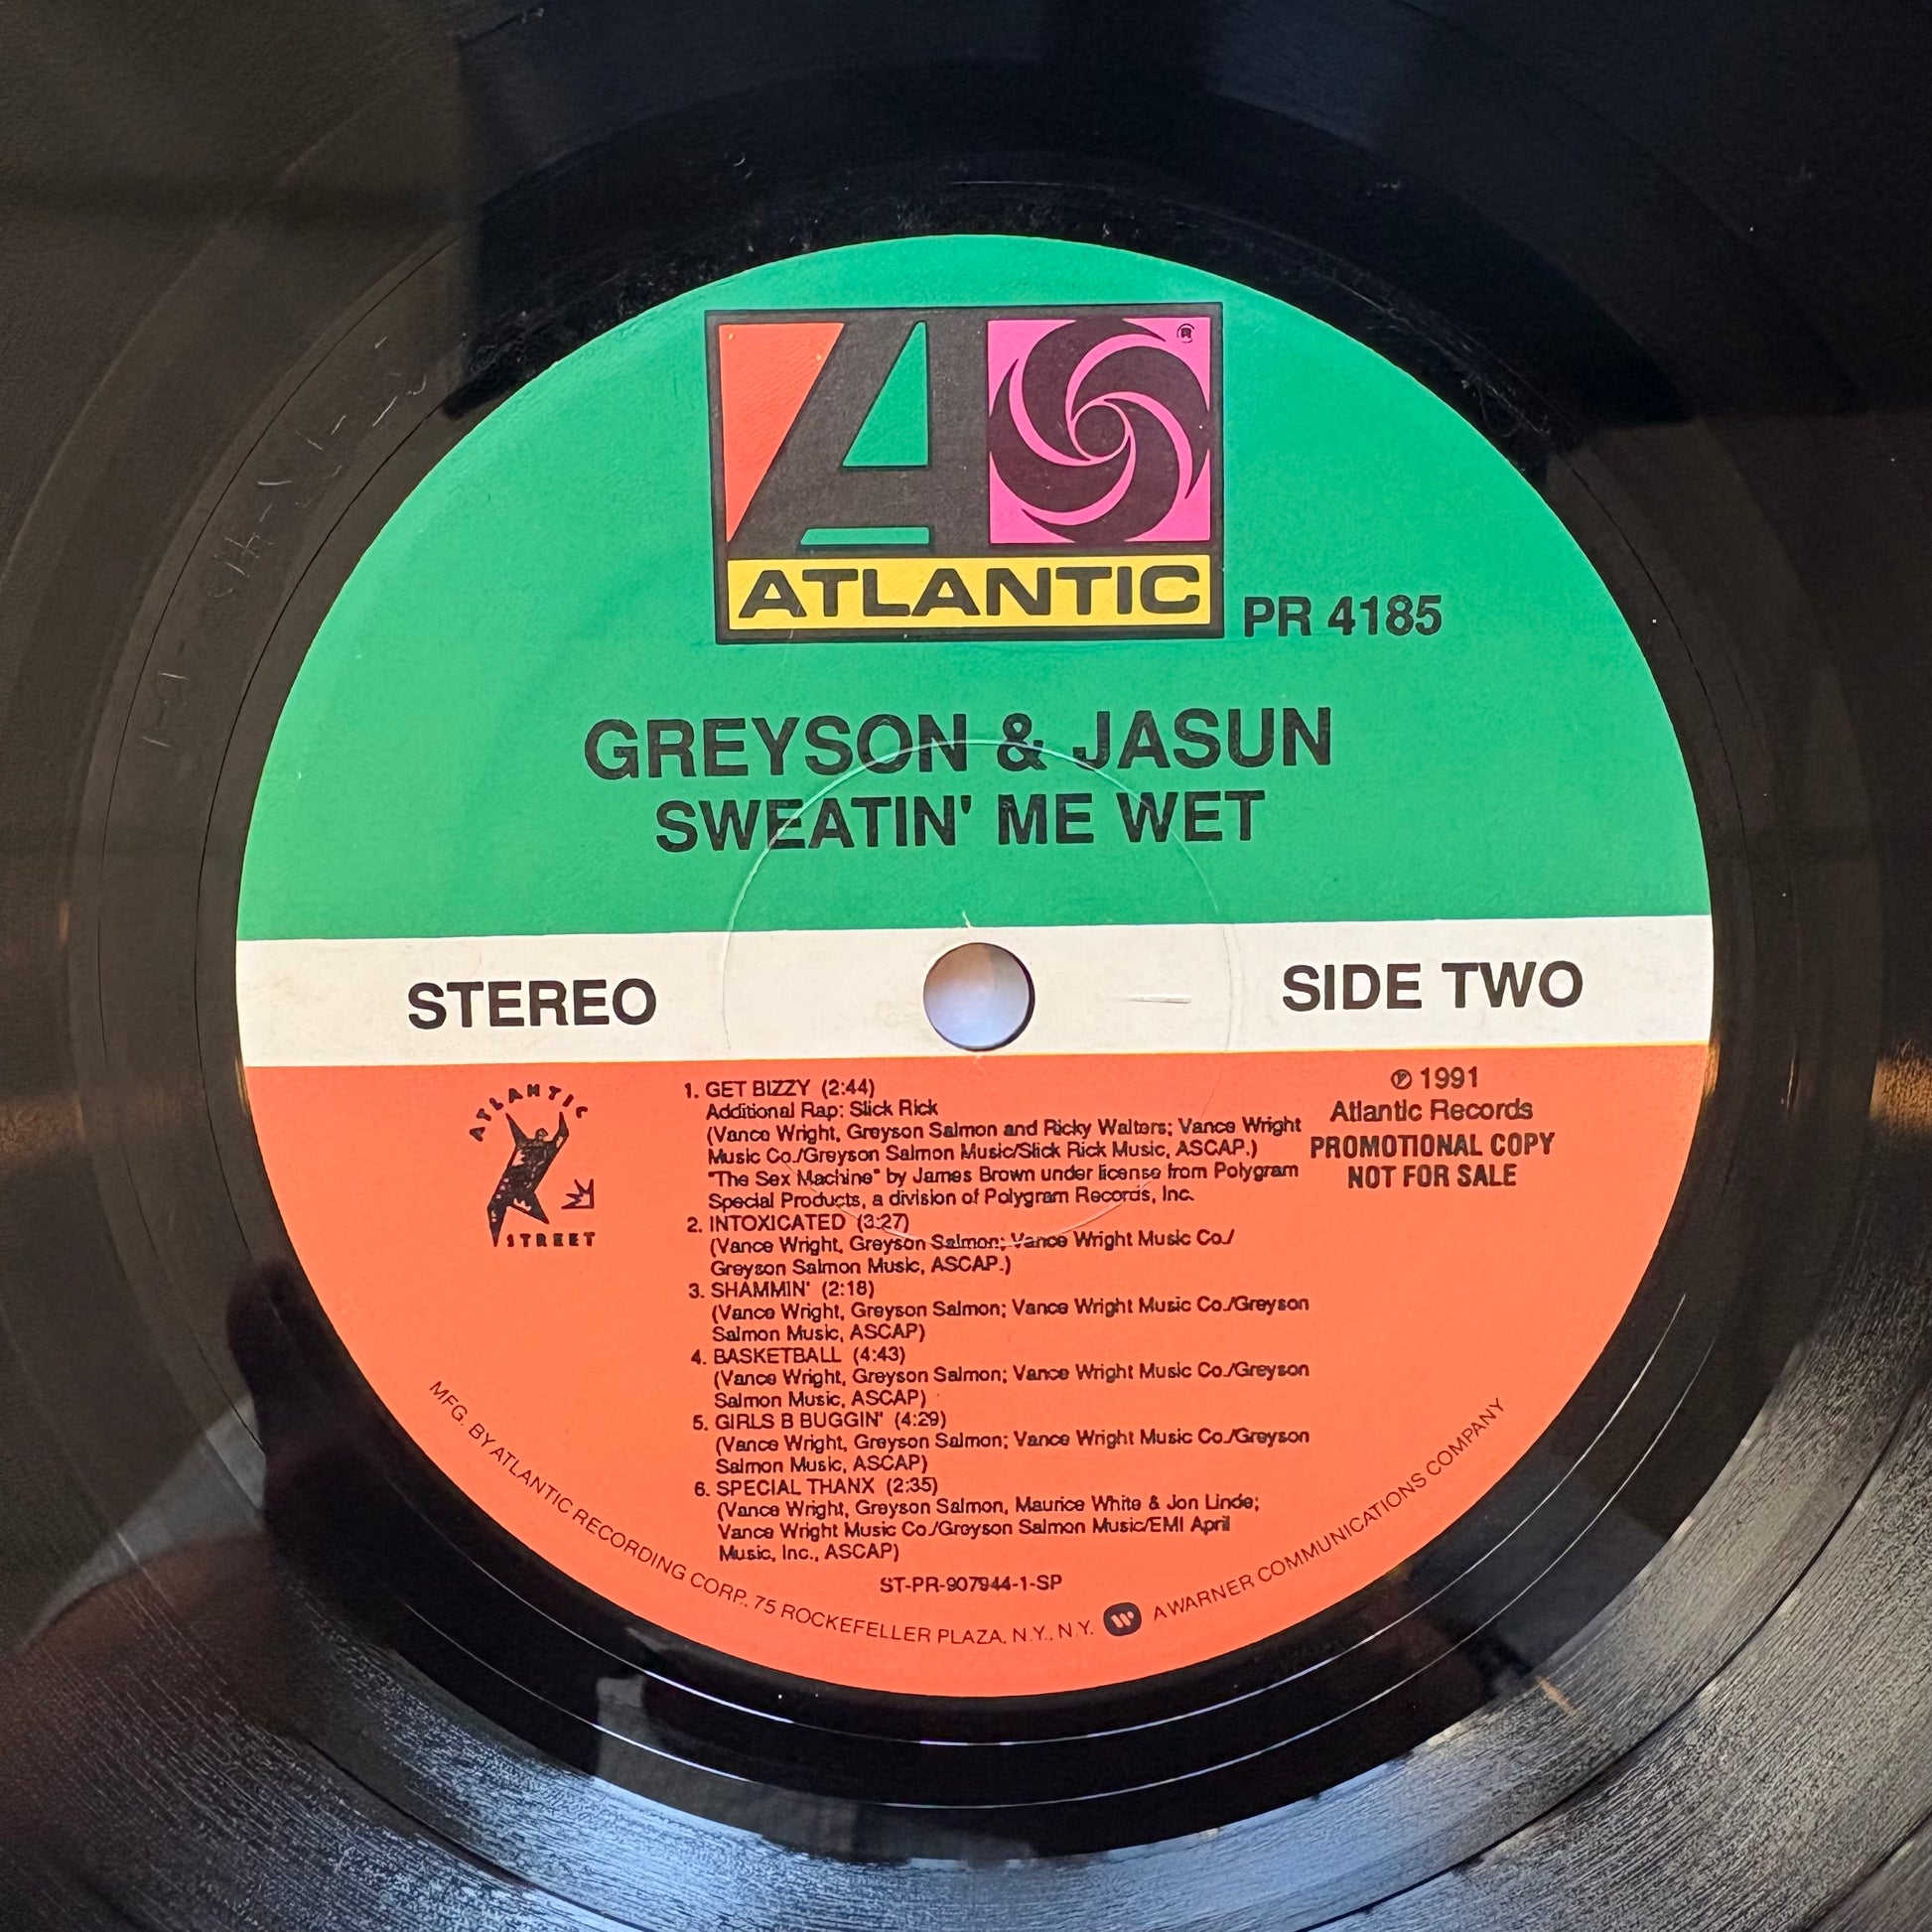 ®
ATLANTIC
PR 4185
GREYSON & JASUN
SWEATIN' ME WET
STEREO
SIDE TWO
ATLANTIC
STREET
1. GET BIZZY (2:44)
Additional Rap: Slick Rick
(Vance Wright, Greyson Salmon and Ricky Walters; Vance Wright
Music Co./Greyson Salmon Music/Slick Rick Music, ASCAP.)
"The Sex Machine" by James Brown under license from Polygram
Special Products, a division of Polygram Records, Inc.
2. INTOXICATED (3:27)
(Vance Wright, Greyson Salmon; Vance Wright Music Co./
Greyson Salmon Music, ASCAP.)
3. SHAMMIN' (2:18)
(Vance Wright, Greyson Salmon; Vance Wright Music Co./Greyson
Salmon Music, ASCAP)
4. BASKETBALL (4:43)
(Vance Wright, Greyson Salmon; Vance Wright Music Co./Greyson
Salmon Music, ASCAP)
5. GIRLS B BUGGIN' (4:29)
(Vance Wright, Greyson Salmon; Vance Wright Music Co./Greyson
Salmon Music, ASCAP)
6. SPECIAL THANX (2:35)
(Vance Wright, Greyson Salmon, Maurice White & Jon Linde;
Vance Wright Music Co./Greyson Salmon Music/EMI April
Music, Inc., ASCAP)
ST-PR-907944-1-SP
℗ 1991
Atlantic Records
PROMOTIONAL COPY
NOT FOR SALE
MFG. BY ATLANTIC RECORDING CORP., 75 ROCKEFELLER PLAZA, N.Y., N.Y. A WARNER COMMUNICATIONS COMPANY